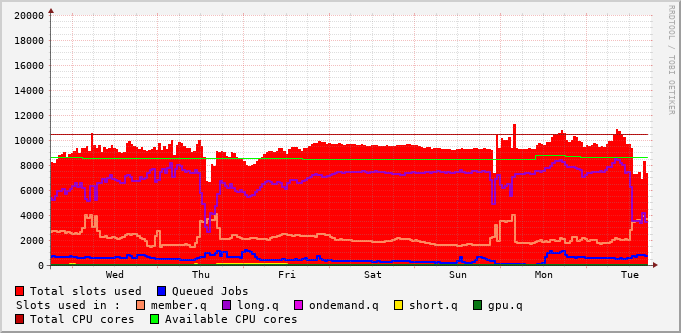 20000
18000
16000
14000
12000
10000
8000
6000
4000
2000
0
Wed Thu Fri Sat Sun Mon Tue
RRDTOOL / TOBI OETIKER
Total slots used Queued Jobs
Slots used in : member.q long.q ondemand.q short.q gpu.q
Total CPU cores Available CPU cores